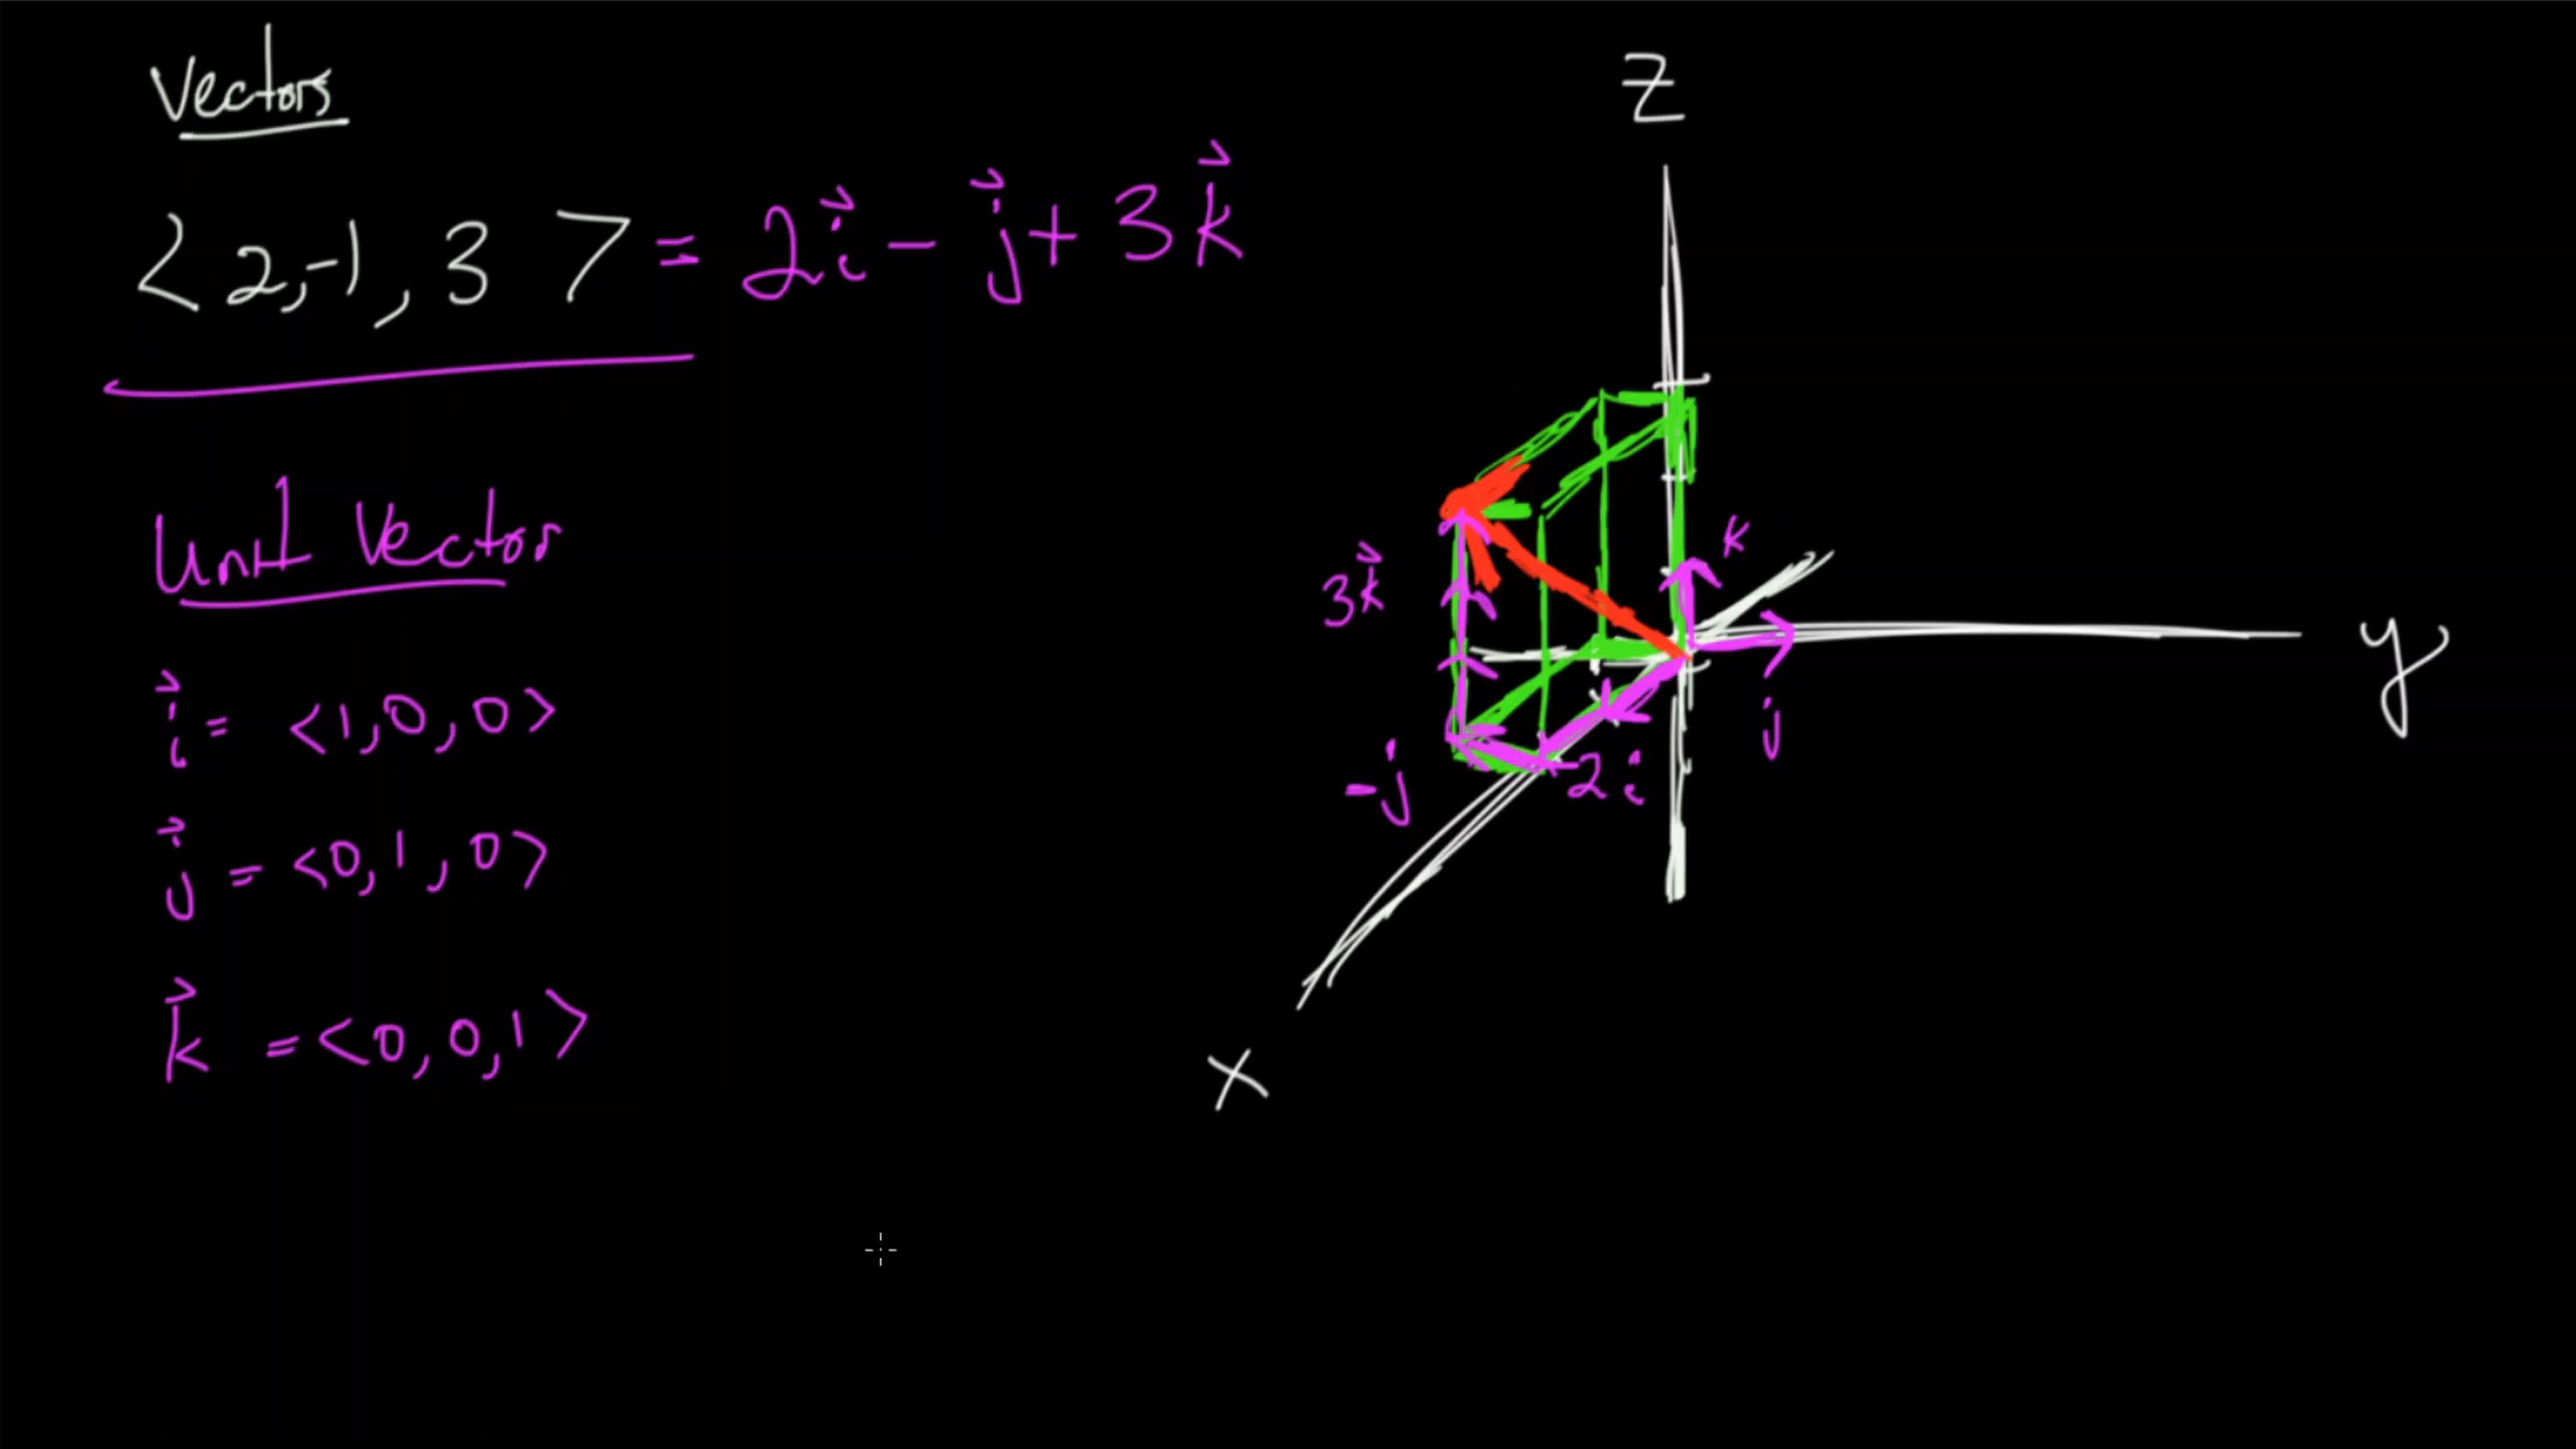 Vectors
<2,-1,3> = 2i⃗ - j⃗ + 3k⃗
Unit Vector
i⃗ = <1,0,0>
j⃗ = <0,1,0>
k⃗ = <0,0,1>
z
k
3k⃗
y
j
-j
2i
x